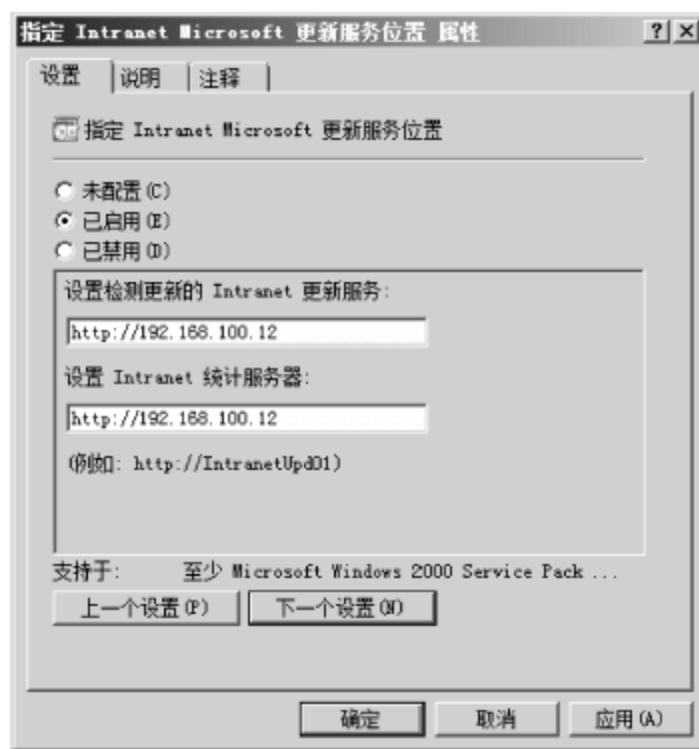 指定 Intranet Microsoft 更新服务位置 属性
设置 说明 注释
指定 Intranet Microsoft 更新服务位置
未配置(C)
已启用(E)
已禁用(D)
设置检测更新的 Intranet 更新服务:
http://192.168.100.12
设置 Intranet 统计服务器:
http://192.168.100.12
(例如: http://IntranetUpd01)
支持于: 至少 Microsoft Windows 2000 Service Pack ...
上一个设置(P) 下一个设置(N)
确定 取消 应用(A)